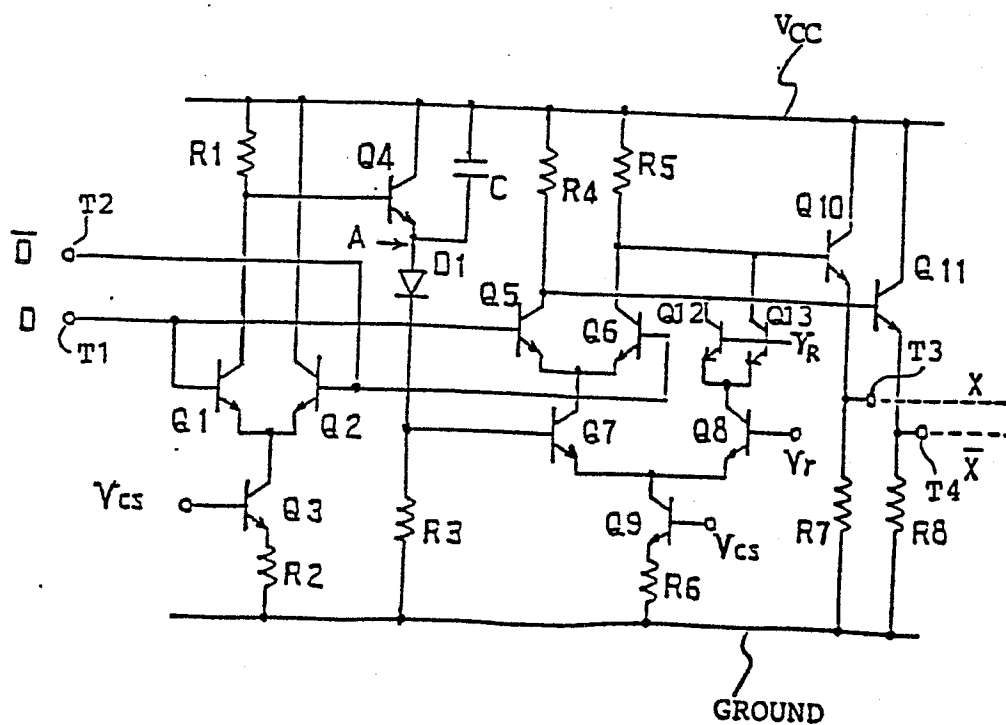 VCC
R1
Q4
C
R4
R5
Q10
T2
D̅
A
D1
Q11
D
T1
Q5
Q6
Q12
Q13
VR
T3
X
Q1
Q2
Q7
Q8
Vr
X̅
T4
Vcs
Q3
R3
Q9
Vcs
R7
R8
R2
R6
GROUND